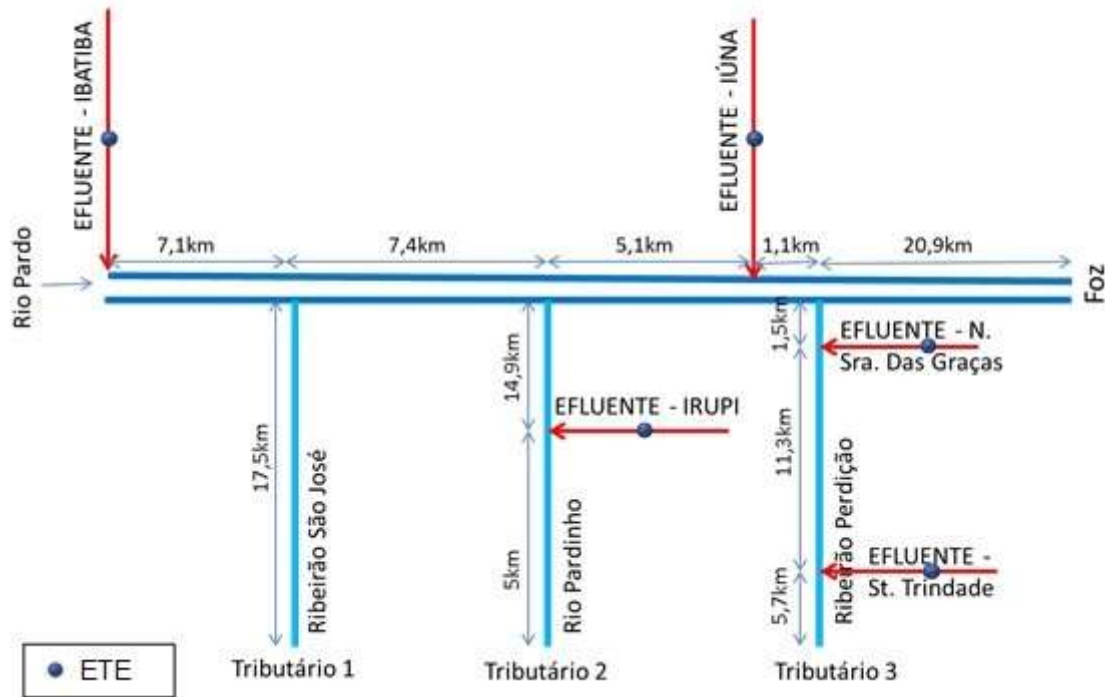 EFLUENTE - IBATIBA
EFLUENTE - IÚNA
7,1km
7,4km
5,1km
1,1km
20,9km
Rio Pardo
Foz
17,5km
Ribeirão São José
14,9km
5km
EFLUENTE - IRUPI
Rio Pardinho
1,5km
11,3km
5,7km
Ribeirão Perdição
EFLUENTE - N.
Sra. Das Graças
EFLUENTE -
St. Trindade
ETE
Tributário 1
Tributário 2
Tributário 3